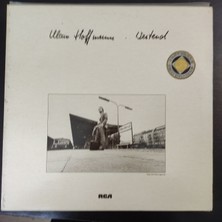 Klaus Hoffmann . Westend
RCA